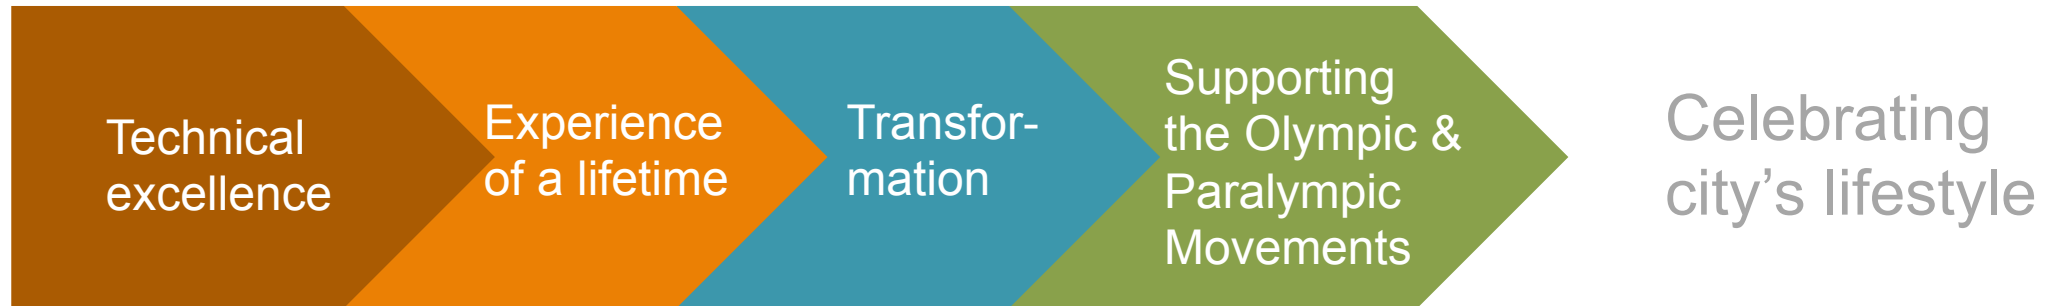 Technical
excellence
Experience
of a lifetime
Transfor-
mation
Supporting
the Olympic &
Paralympic
Movements
Celebrating
city’s lifestyle